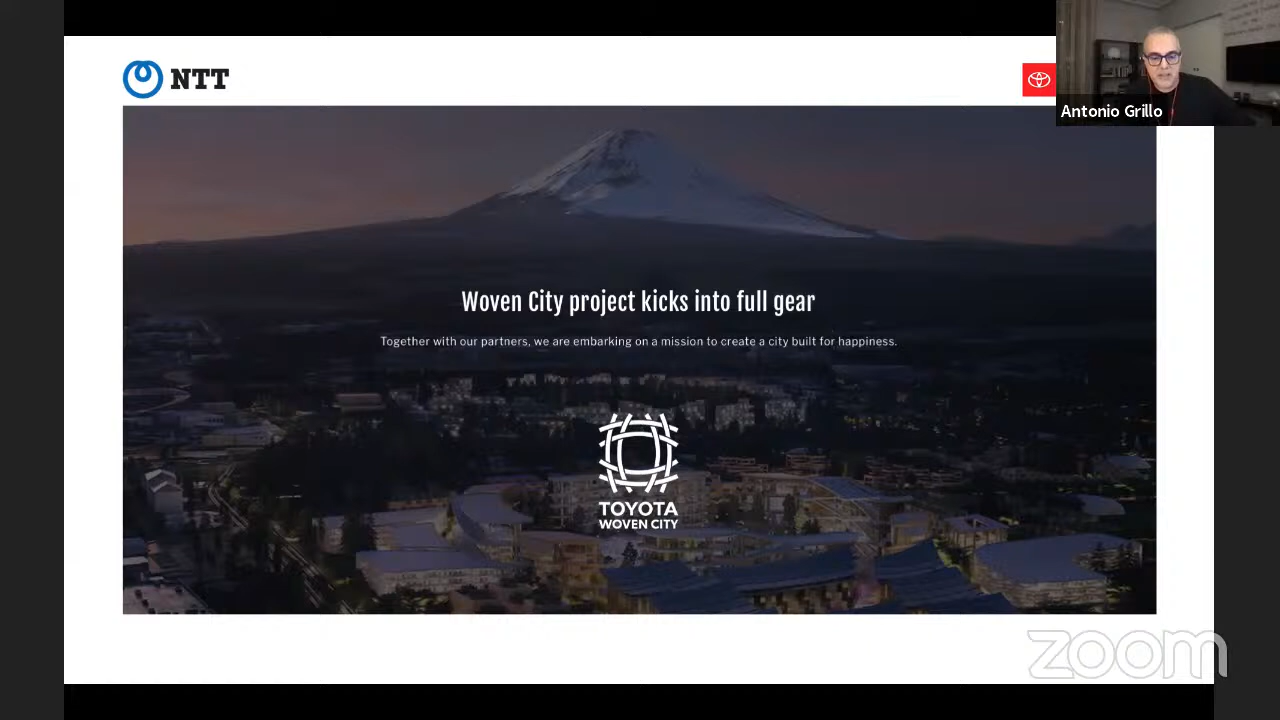 NTT
Antonio Grillo
Woven City project kicks into full gear
Together with our partners, we are embarking on a mission to create a city built for happiness.
TOYOTA
WOVEN CITY
zoom